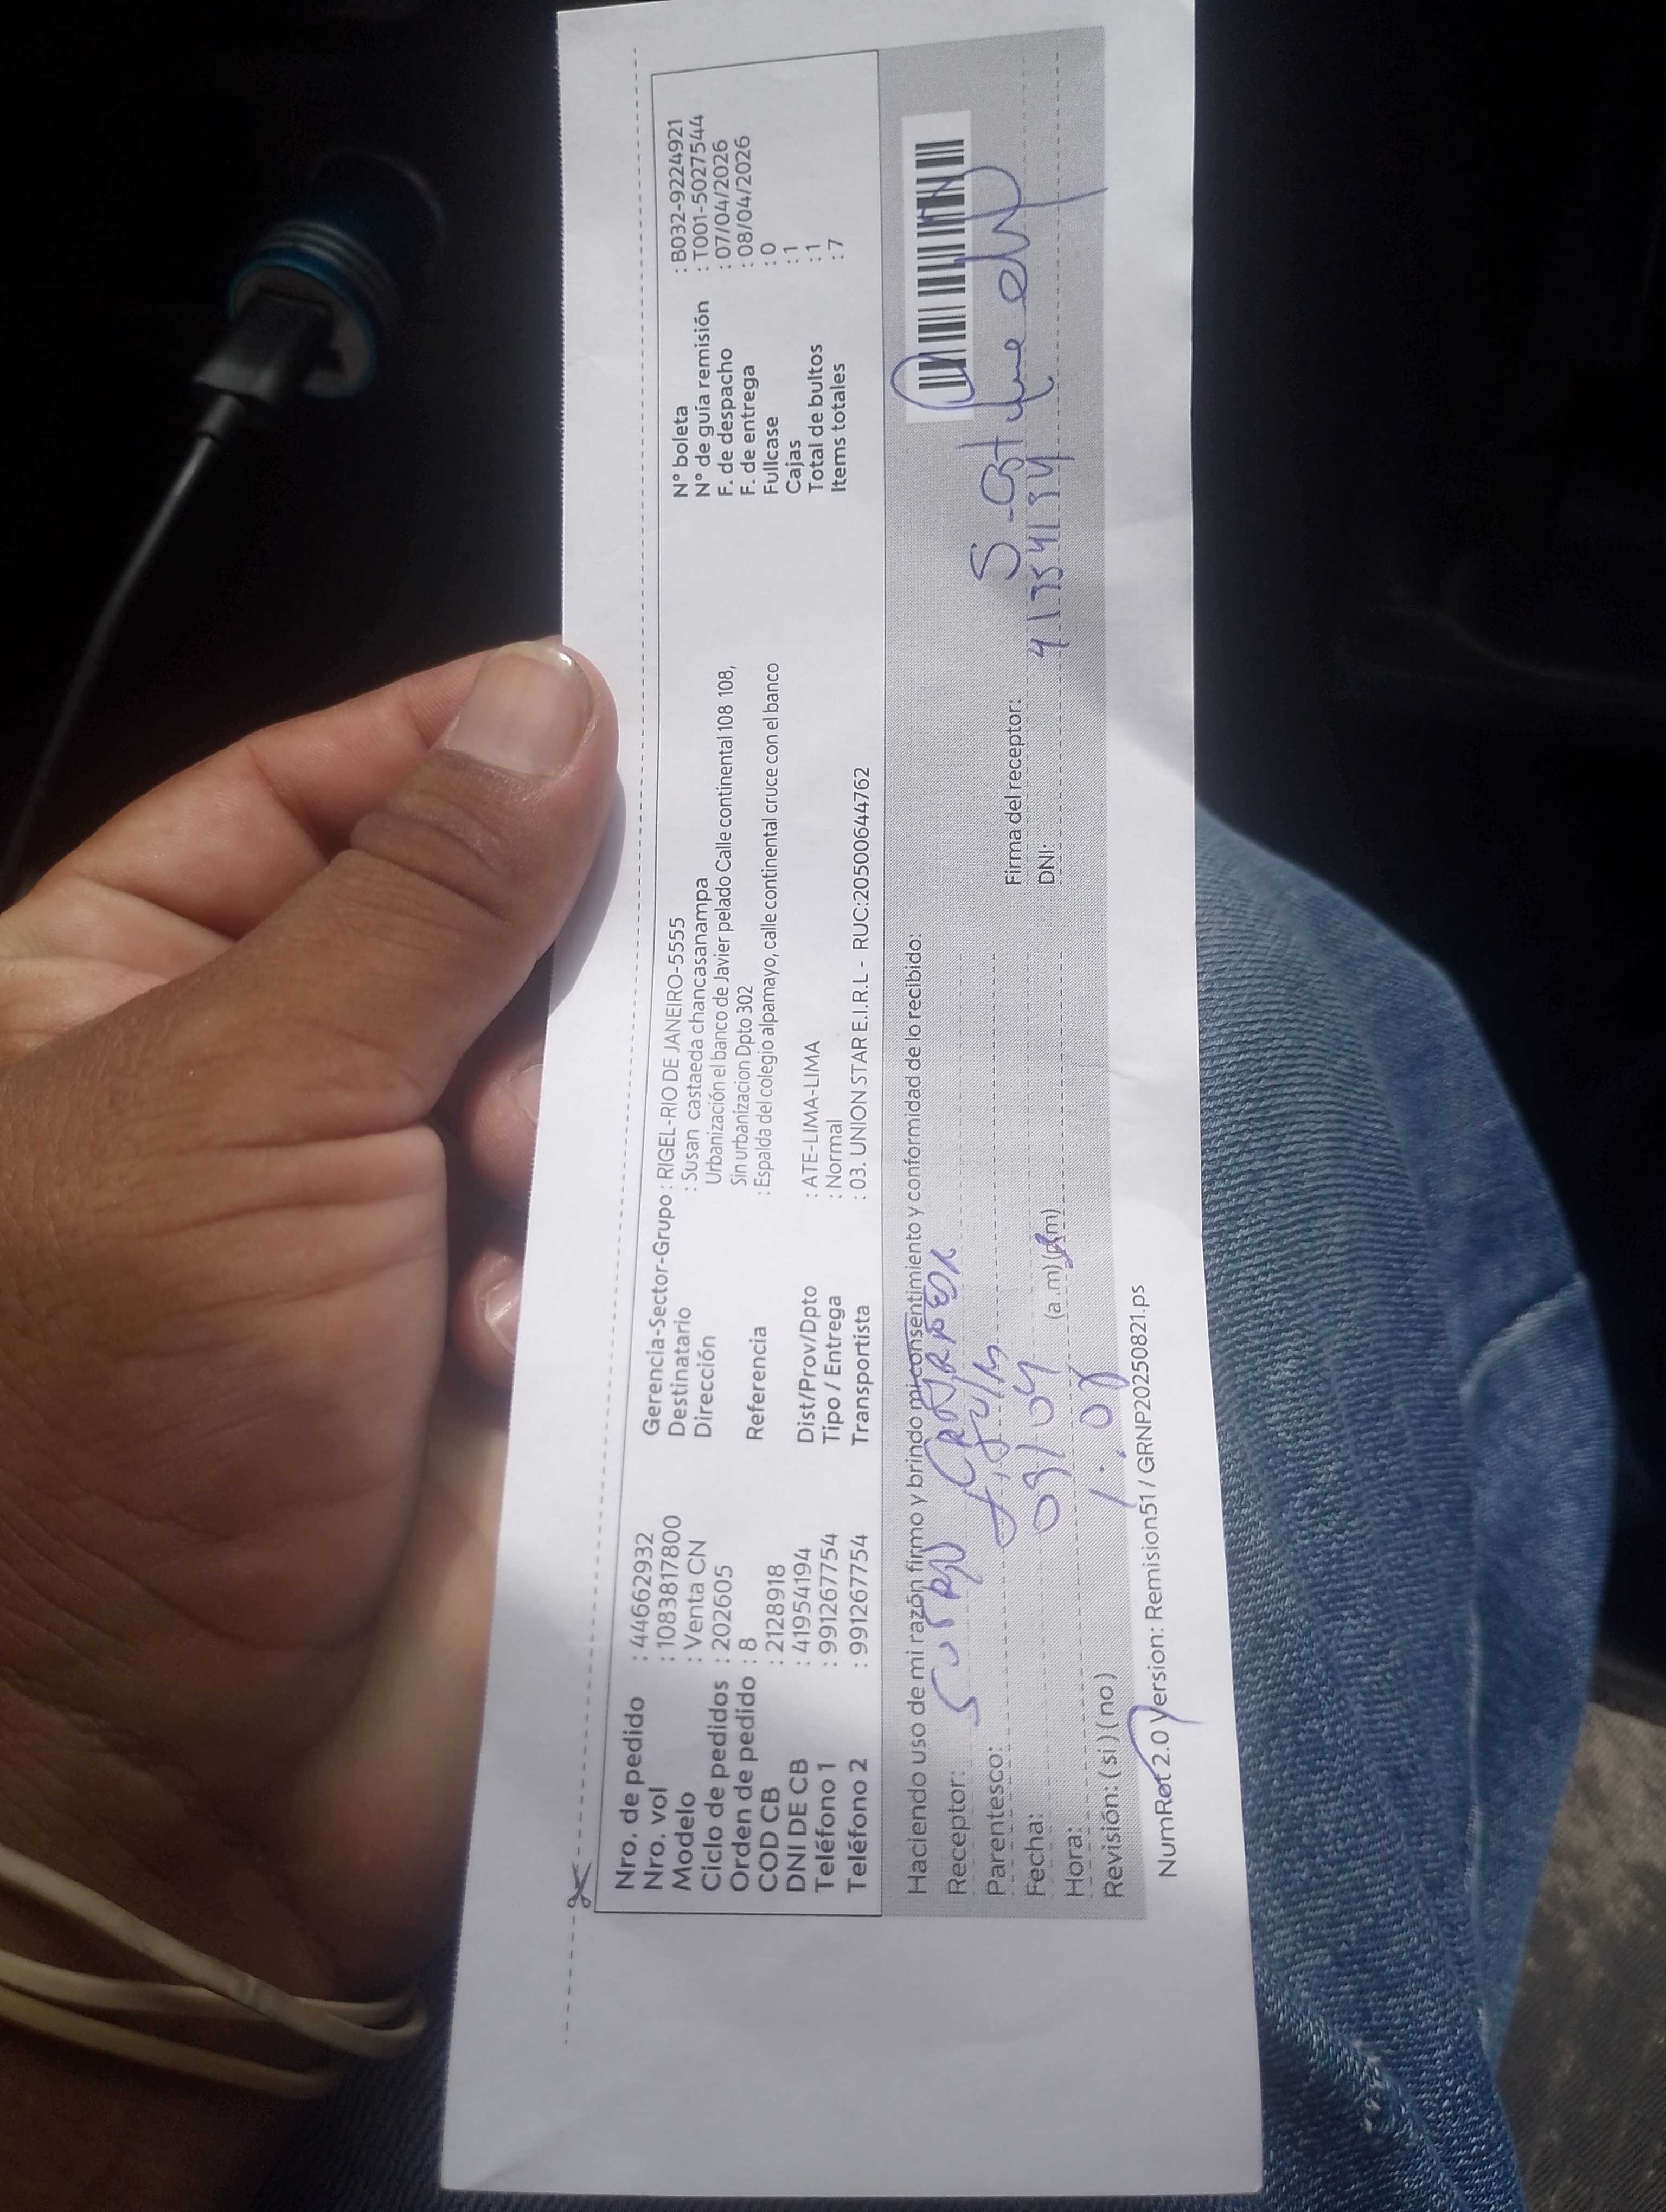 Nro. de pedido : 44662932
Nro. vol : 1083817800
Modelo : Venta CN
Ciclo de pedidos : 202605
Orden de pedido : 8
COD CB : 2128918
DNI DE CB : 41954194
Teléfono 1 : 991267754
Teléfono 2 : 991267754
Gerencia-Sector-Grupo : RIGEL-RIO DE JANEIRO-5555
Destinatario : Susan castaeda chancasanampa
Dirección Urbanización el banco de Javier pelado Calle continental 108 108,
Sin urbanizacion Dpto 302
Referencia : Espalda del colegio alpamayo, calle continental cruce con el banco
Dist/Prov/Dpto : ATE-LIMA-LIMA
Tipo / Entrega : Normal
Transportista : 03. UNION STAR E.I.R.L - RUC:20500644762
N° boleta : B032-9224921
N° de guía remisión : T001-5027544
F. de despacho : 07/04/2026
F. de entrega : 08/04/2026
Fullcase : 0
Cajas : 1
Total de bultos : 1
Items totales : 7
Haciendo uso de mi razón firmo y brindo mi consentimiento y conformidad de lo recibido:
Receptor:
Parentesco:
Fecha: 09/04
Hora: 1:08 (a.m) (pm)
Revisión: (si) (no)
Firma del receptor:
DNI:
NumRot 2.0 Version: Remision51 / GRNP20250821.ps